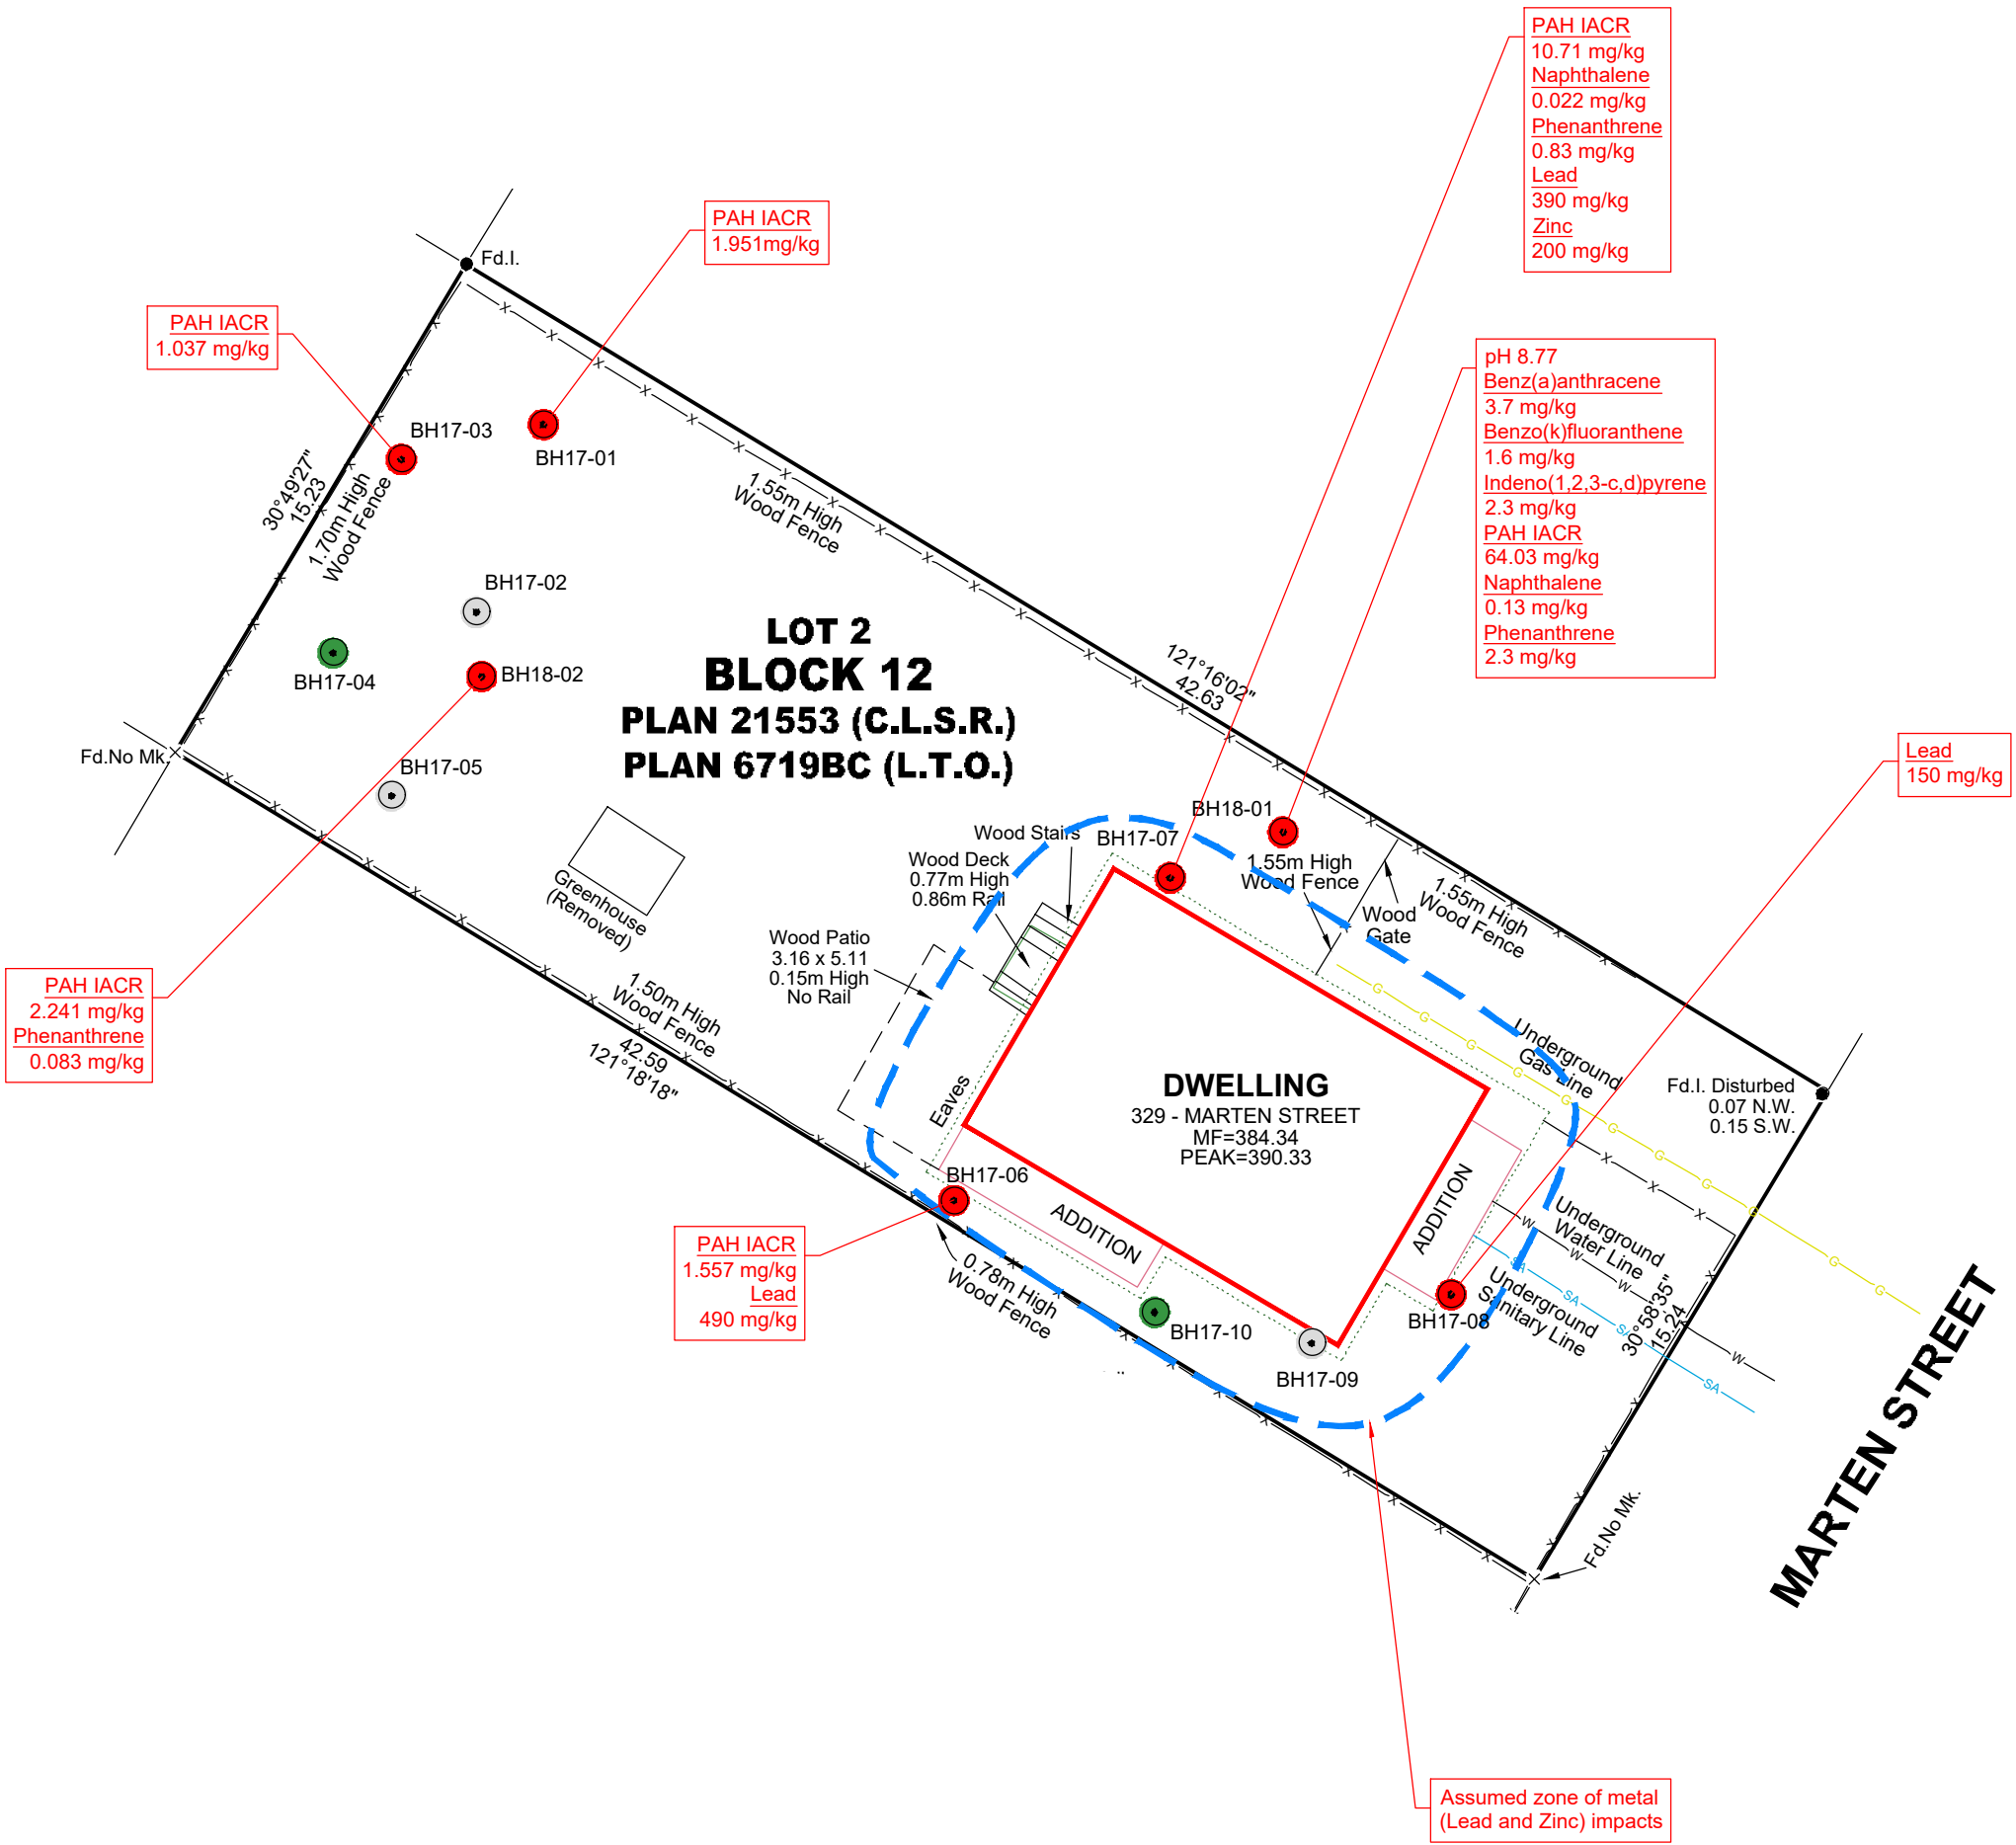 PAH IACR
10.71 mg/kg
Naphthalene
0.022 mg/kg
Phenanthrene
0.83 mg/kg
Lead
390 mg/kg
Zinc
200 mg/kg
PAH IACR
1.951mg/kg
Fd.I.
PAH IACR
1.037 mg/kg
pH 8.77
Benz(a)anthracene
3.7 mg/kg
Benzo(k)fluoranthene
1.6 mg/kg
Indeno(1,2,3-c,d)pyrene
2.3 mg/kg
PAH IACR
64.03 mg/kg
Naphthalene
0.13 mg/kg
Phenanthrene
2.3 mg/kg
BH17-03
BH17-01
30°49'27"
15.23
1.70m High
Wood Fence
1.55m High
Wood Fence
BH17-02
BH17-04
BH18-02
LOT 2
BLOCK 12
PLAN 21553 (C.L.S.R.)
PLAN 6719BC (L.T.O.)
121°16'02"
42.63
Fd.No Mk.
BH17-05
Lead
150 mg/kg
Greenhouse
(Removed)
Wood Stairs
BH17-07
BH18-01
Wood Deck
0.77m High
0.86m Rail
1.55m High
Wood Fence
Wood
Gate
1.55m High
Wood Fence
Wood Patio
3.16 x 5.11
0.15m High
No Rail
PAH IACR
2.241 mg/kg
Phenanthrene
0.083 mg/kg
1.50m High
Wood Fence
42.59
121°18'18"
Eaves
DWELLING
329 - MARTEN STREET
MF=384.34
PEAK=390.33
Underground
Gas Line
Fd.I. Disturbed
0.07 N.W.
0.15 S.W.
BH17-06
ADDITION
ADDITION
Underground
Water Line
Underground
Sanitary Line
30°58'35"
15.24
PAH IACR
1.557 mg/kg
Lead
490 mg/kg
0.78m High
Wood Fence
BH17-10
BH17-09
BH17-08
MARTEN STREET
Fd.No Mk.
Assumed zone of metal
(Lead and Zinc) impacts